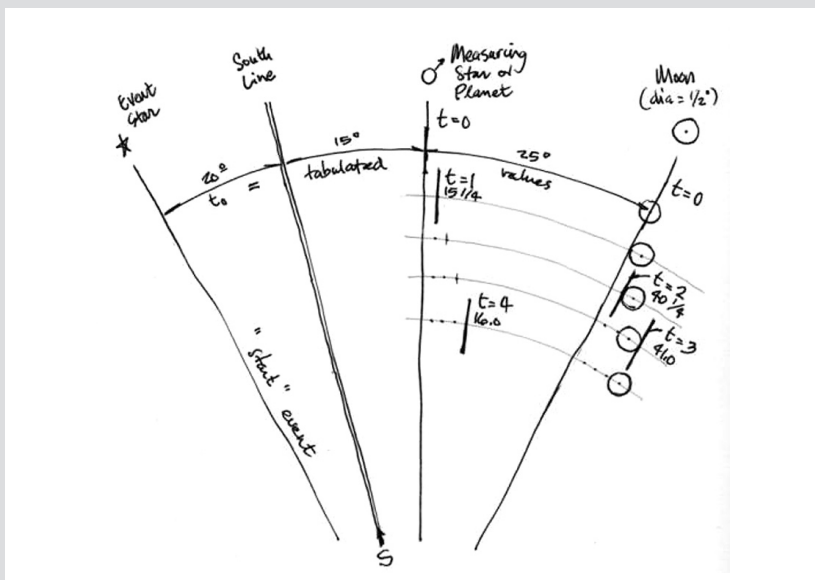 Event
Star
South
Line
Measuring
Star or
Planet
Moon
(dia = 1/2°)
t=0
20°
t₀ =
15°
tabulated
25°
values
t=0
t=1
15 1/4
t=2
40 1/4
t=3
41.0
t=4
16.0
"start" event
S